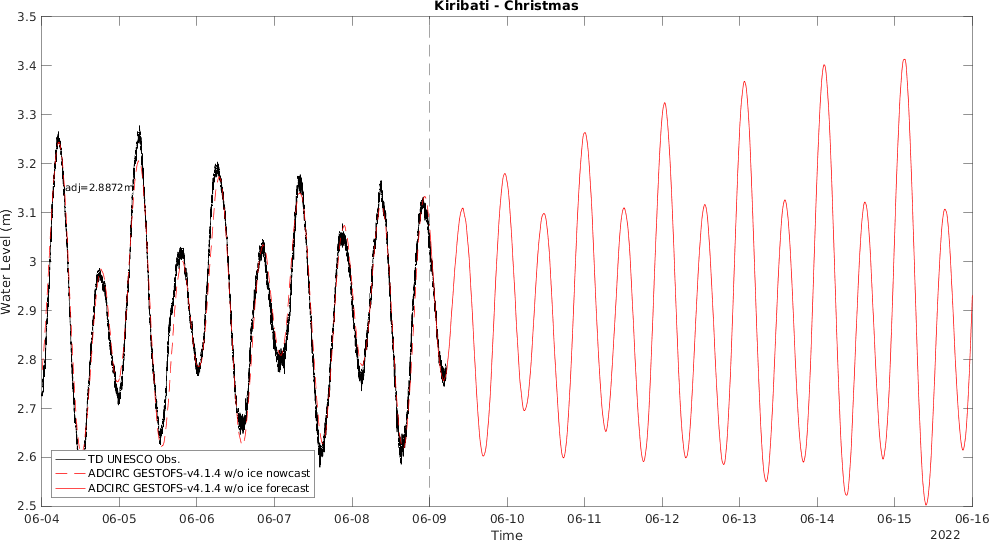 Kiribati - Christmas
3.5
3.4
3.3
3.2
3.1
3
2.9
2.8
2.7
2.6
2.5
Water Level (m)
adj=2.8872m
TD UNESCO Obs.
ADCIRC GESTOFS-v4.1.4 w/o ice nowcast
ADCIRC GESTOFS-v4.1.4 w/o ice forecast
06-04 06-05 06-06 06-07 06-08 06-09 06-10 06-11 06-12 06-13 06-14 06-15 06-16
Time
2022